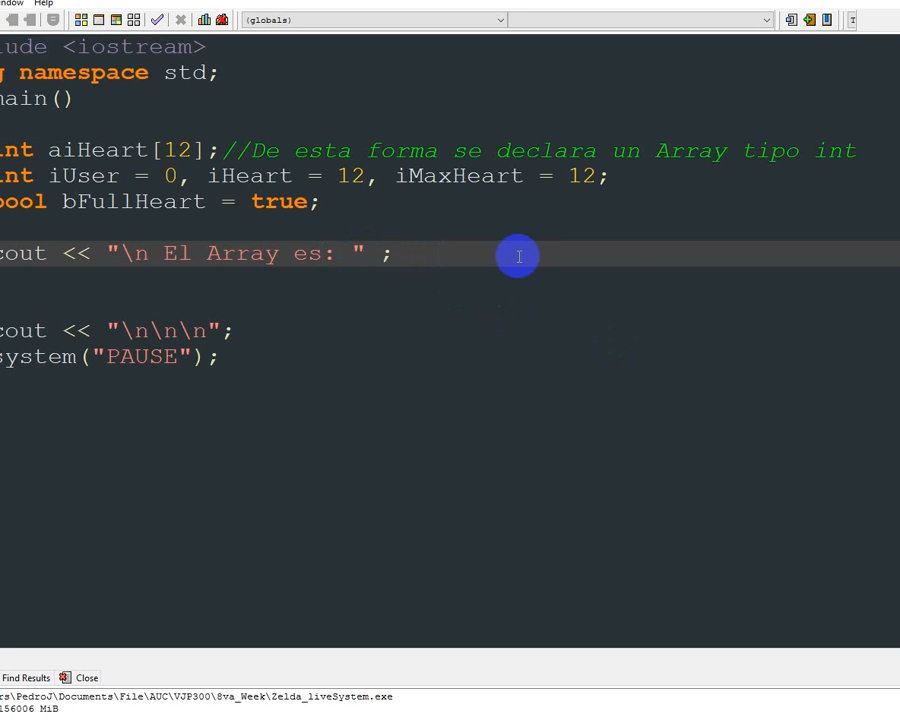 ndow Help
(globals)
lude <iostream>
g namespace std;
main()
int aiHeart[12];//De esta forma se declara un Array tipo int
int iUser = 0, iHeart = 12, iMaxHeart = 12;
bool bFullHeart = true;
cout << "\n El Array es: " ;
cout << "\n\n\n";
system("PAUSE");
Find Results Close
rs\PedroJ\Documents\File\AUC\VJP300\8va_Week\Zelda_liveSystem.exe
156006 MiB